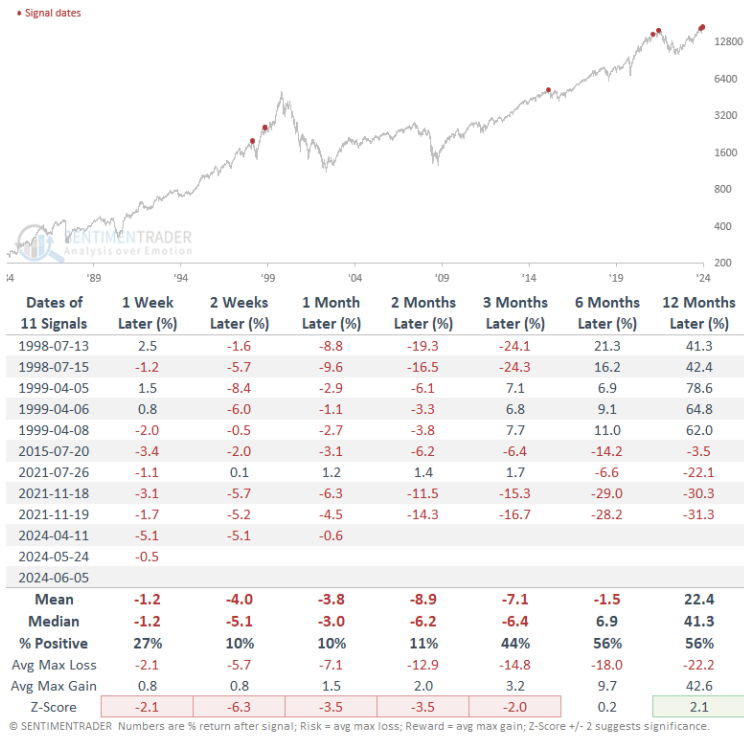 Signal dates
12800
6400
3200
1600
800
400
200
SENTIMENTRADER
Analysis over Emotion
'89 '94 '99 '04 '09 '14 '19 '24
Dates of 1 Week 2 Weeks 1 Month 2 Months 3 Months 6 Months 12 Months
11 Signals Later (%) Later (%) Later (%) Later (%) Later (%) Later (%) Later (%)
1998-07-13 2.5 -1.6 -8.8 -19.3 -24.1 21.3 41.3
1998-07-15 -1.2 -5.7 -9.6 -16.5 -24.3 16.2 42.4
1999-04-05 1.5 -8.4 -2.9 -6.1 7.1 6.9 78.6
1999-04-06 0.8 -6.0 -1.1 -3.3 6.8 9.1 64.8
1999-04-08 -2.0 -0.5 -2.7 -3.8 7.7 11.0 62.0
2015-07-20 -3.4 -2.0 -3.1 -6.2 -6.4 -14.2 -3.5
2021-07-26 -1.1 0.1 1.2 1.4 1.7 -6.6 -22.1
2021-11-18 -3.1 -5.7 -6.3 -11.5 -15.3 -29.0 -30.3
2021-11-19 -1.7 -5.2 -4.5 -14.3 -16.7 -28.2 -31.3
2024-04-11 -5.1 -5.1 -0.6
2024-05-24 -0.5
2024-06-05
Mean -1.2 -4.0 -3.8 -8.9 -7.1 -1.5 22.4
Median -1.2 -5.1 -3.0 -6.2 -6.4 6.9 41.3
% Positive 27% 10% 10% 11% 44% 56% 56%
Avg Max Loss -2.1 -5.7 -7.1 -12.9 -14.8 -18.0 -22.2
Avg Max Gain 0.8 0.8 1.5 2.0 3.2 9.7 42.6
Z-Score -2.1 -6.3 -3.5 -3.5 -2.0 0.2 2.1
© SENTIMENTRADER Numbers are % return after signal; Risk = avg max loss; Reward = avg max gain; Z-Score +/- 2 suggests significance.